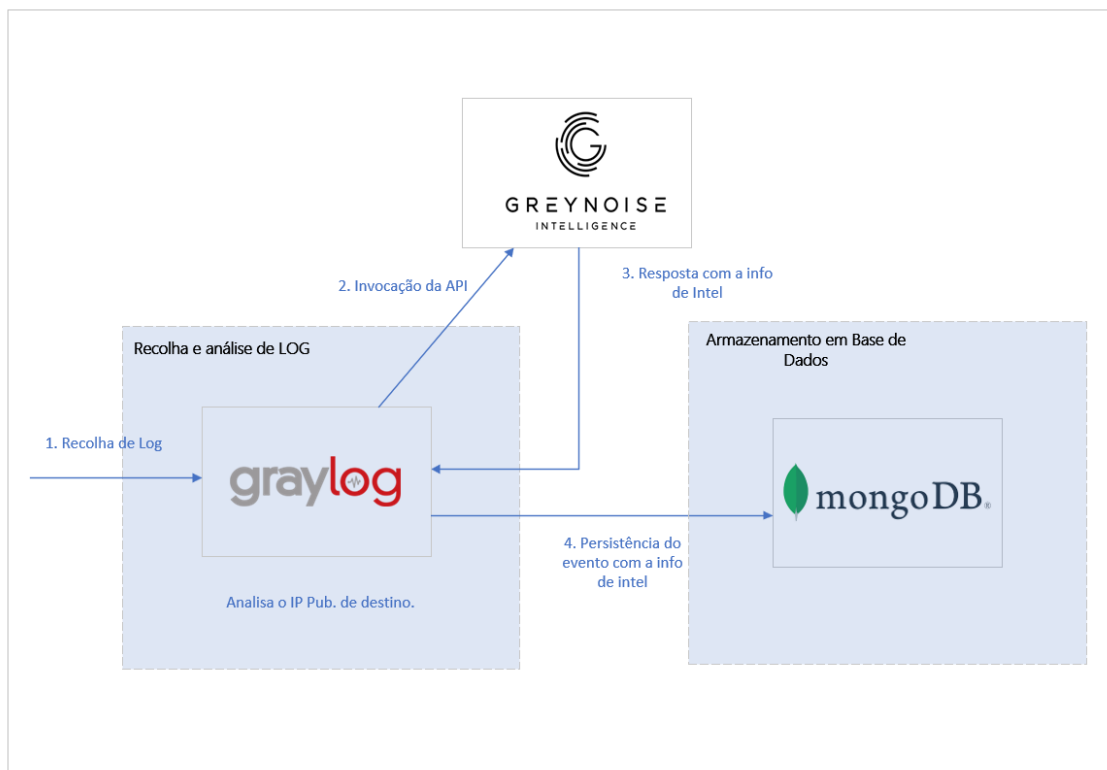 GREYNOISE
INTELLIGENCE
2. Invocação da API
3. Resposta com a info
de Intel
Recolha e análise de LOG
Armazenamento em Base de
Dados
1. Recolha de Log
graylog
mongoDB®
4. Persistência do
evento com a info
de intel
Analisa o IP Pub. de destino.